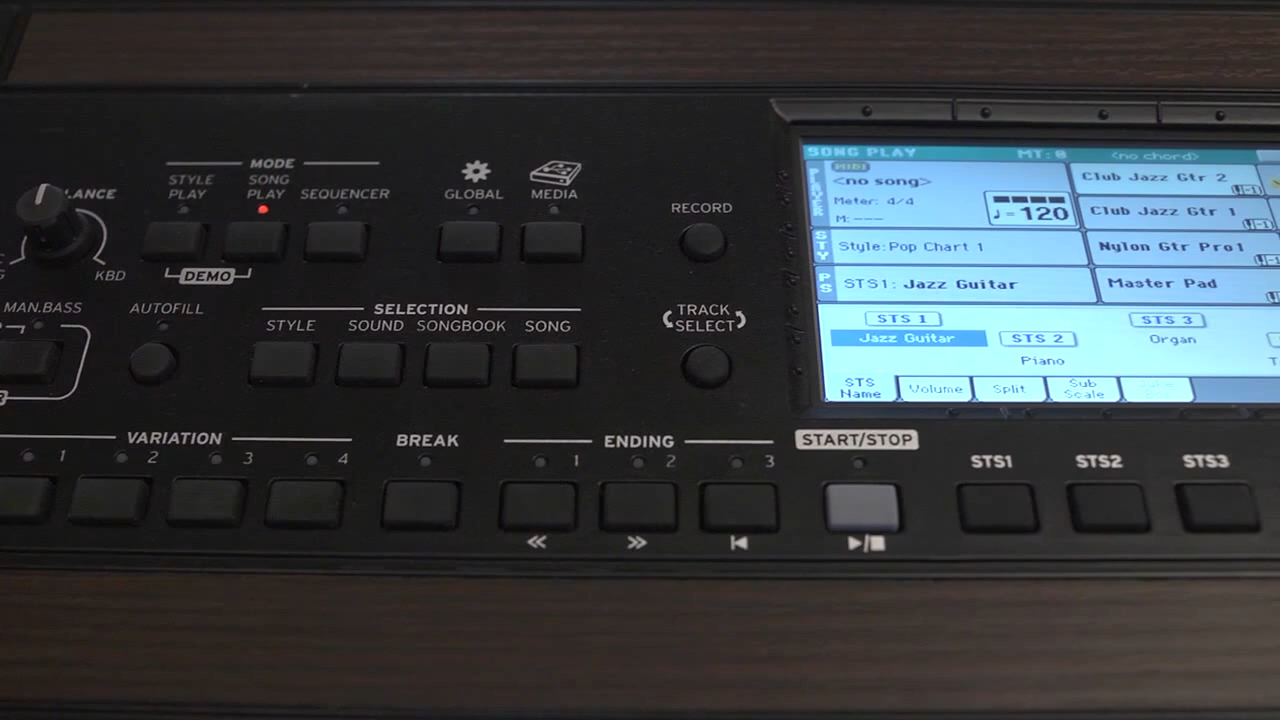 MODE
STYLE PLAY
SONG PLAY
SEQUENCER
GLOBAL
MEDIA
RECORD
KBD
DEMO
MAN.BASS
AUTOFILL
SELECTION
STYLE
SOUND
SONGBOOK
SONG
TRACK SELECT
VARIATION
1
2
3
4
BREAK
ENDING
1
2
3
START/STOP
STS1
STS2
STS3
SONG PLAY
MT:0
<no chord>
MIDI
<no song>
Meter: 4/4
M: ---
♩=120
Club Jazz Gtr 2
Club Jazz Gtr 1
STY
Style:Pop Chart 1
Nylon Gtr Pro1
PS
STS1: Jazz Guitar
Master Pad
STS 1
Jazz Guitar
STS 2
Piano
STS 3
Organ
STS Name
Volume
Split
Sub Scale